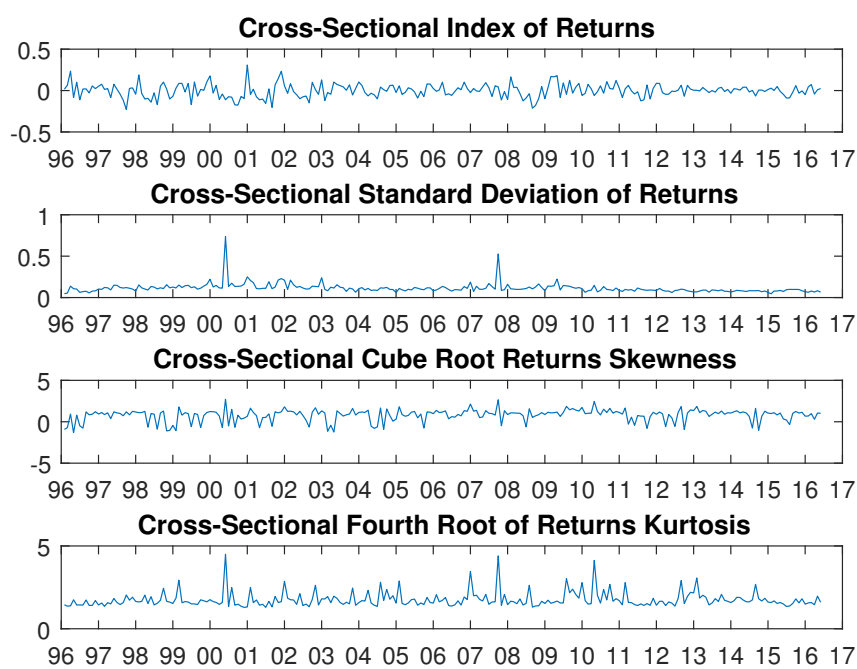 Cross-Sectional Index of Returns
0.5
0
-0.5
96 97 98 99 00 01 02 03 04 05 06 07 08 09 10 11 12 13 14 15 16 17
Cross-Sectional Standard Deviation of Returns
1
0.5
0
96 97 98 99 00 01 02 03 04 05 06 07 08 09 10 11 12 13 14 15 16 17
Cross-Sectional Cube Root Returns Skewness
5
0
-5
96 97 98 99 00 01 02 03 04 05 06 07 08 09 10 11 12 13 14 15 16 17
Cross-Sectional Fourth Root of Returns Kurtosis
5
0
96 97 98 99 00 01 02 03 04 05 06 07 08 09 10 11 12 13 14 15 16 17